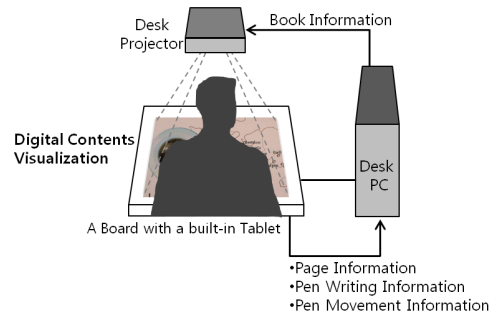 Desk
Projector
Book Information
Digital Contents
Visualization
Desk
PC
A Board with a built-in Tablet
•Page Information
•Pen Writing Information
•Pen Movement Information